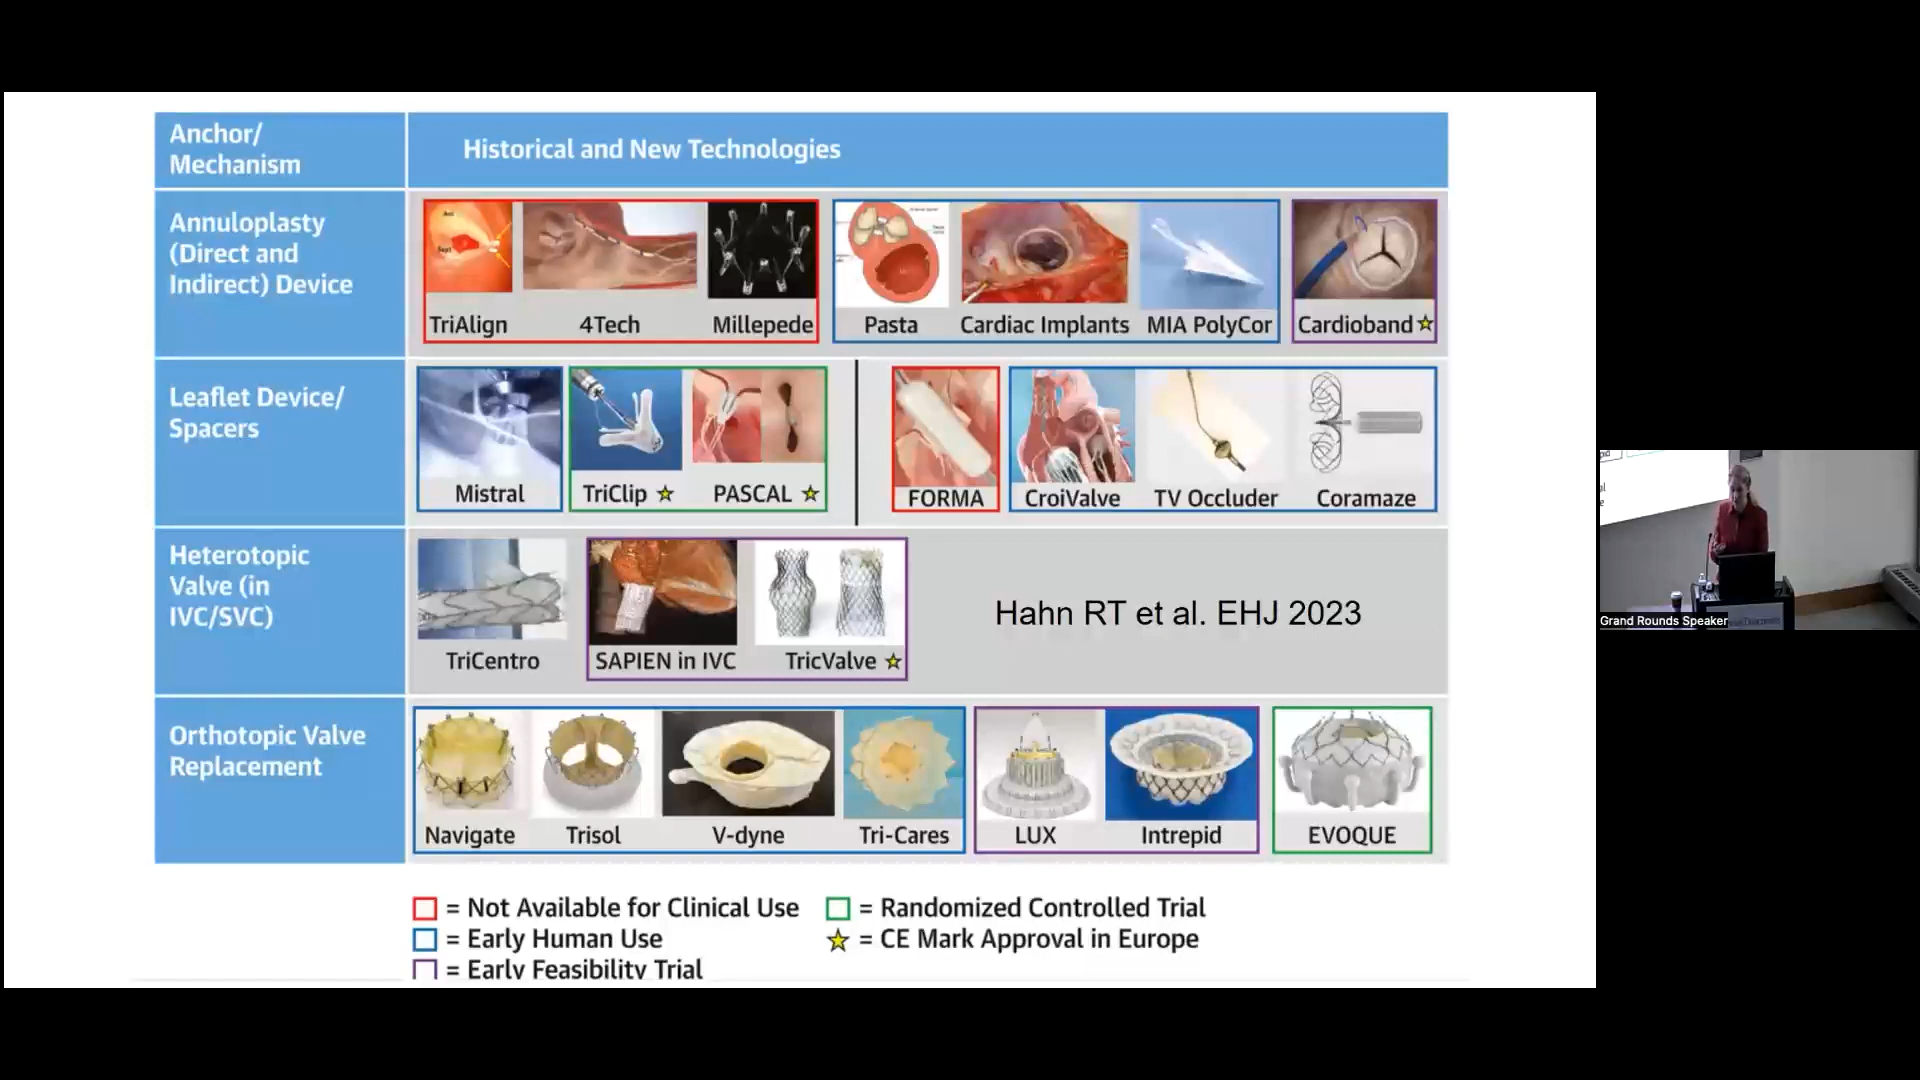 Anchor/
Mechanism
Historical and New Technologies
Annuloplasty
(Direct and
Indirect) Device
TriAlign
4Tech
Millepede
Pasta
Cardiac Implants
MIA PolyCor
Cardioband
Leaflet Device/
Spacers
Mistral
TriClip
PASCAL
FORMA
CroiValve
TV Occluder
Coramaze
Heterotopic
Valve (in
IVC/SVC)
TriCentro
SAPIEN in IVC
TricValve
Hahn RT et al. EHJ 2023
Orthotopic Valve
Replacement
Navigate
Trisol
V-dyne
Tri-Cares
LUX
Intrepid
EVOQUE
= Not Available for Clinical Use
= Randomized Controlled Trial
= Early Human Use
= CE Mark Approval in Europe
= Early Feasibility Trial
Grand Rounds Speaker